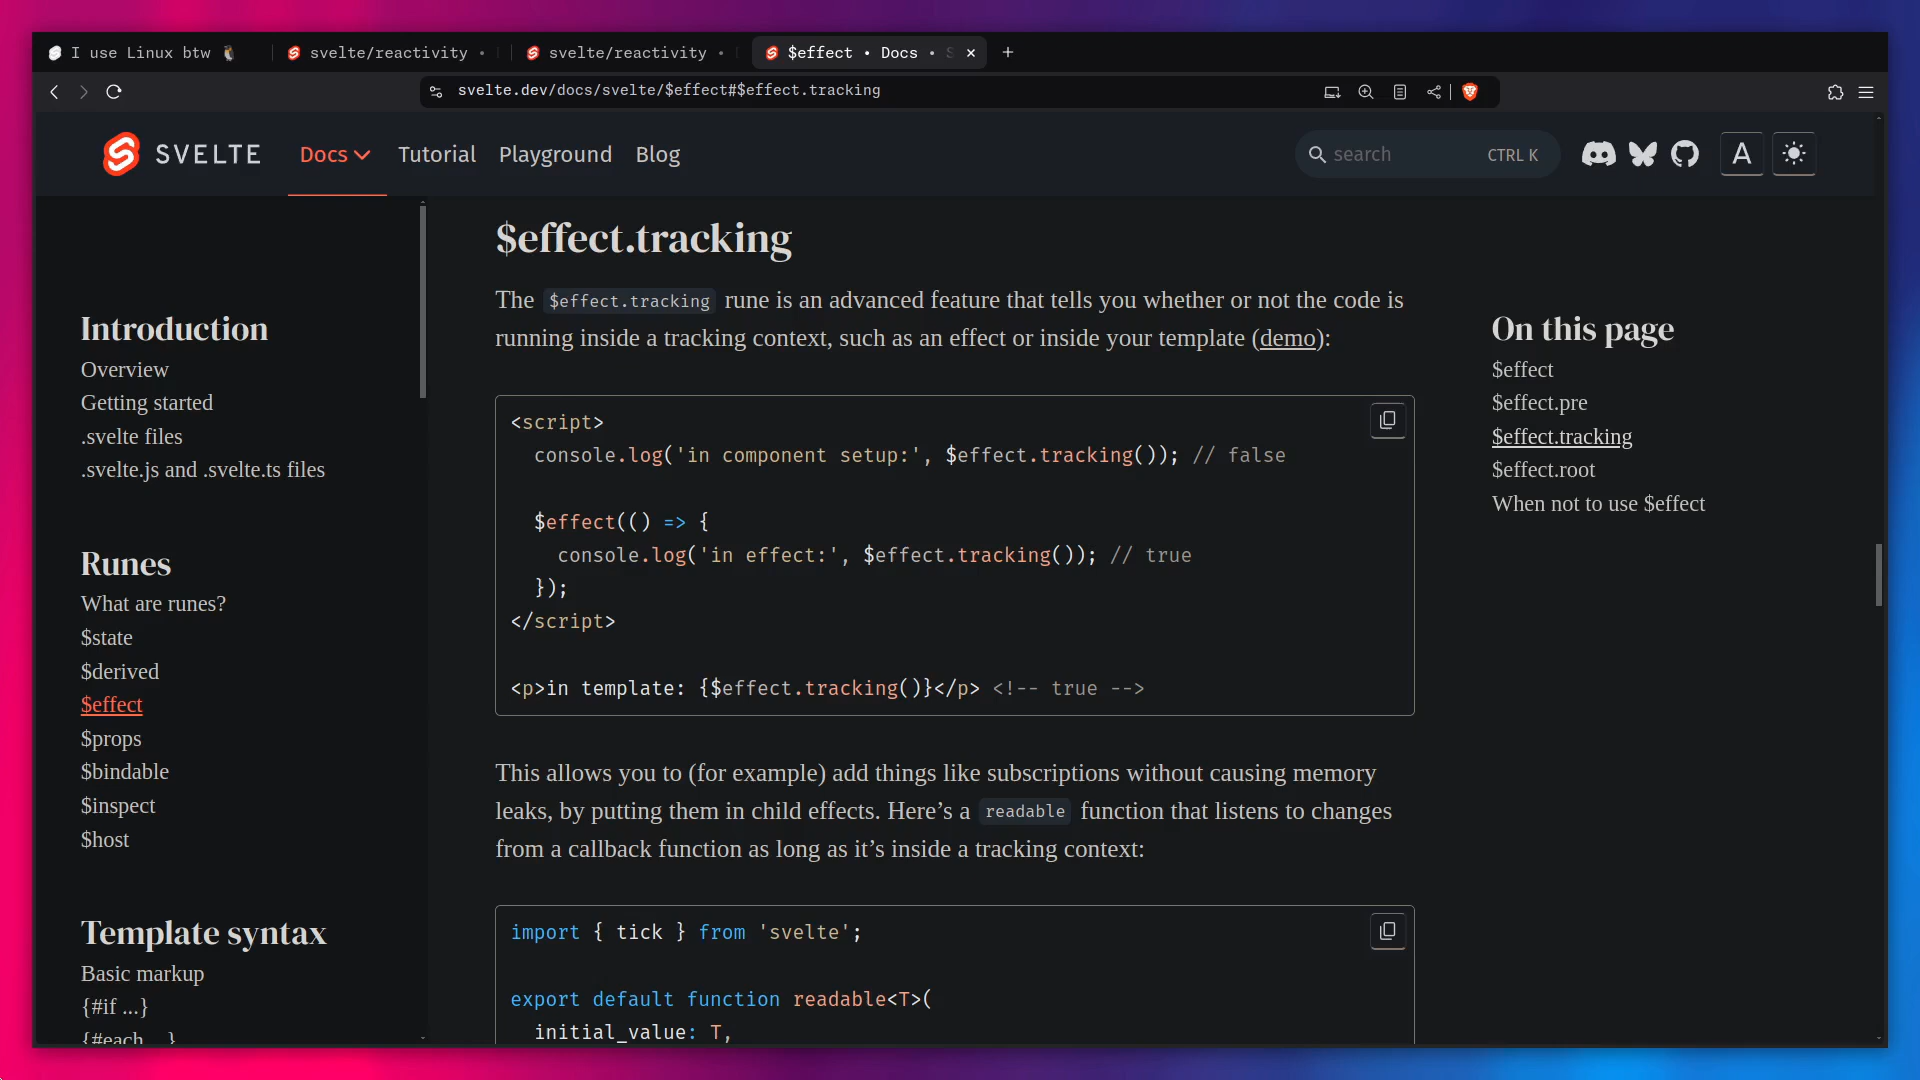 I use Linux btw 🐧
svelte/reactivity •
svelte/reactivity •
$effect • Docs • S
svelte.dev/docs/svelte/$effect#$effect.tracking
SVELTE
Docs
Tutorial
Playground
Blog
search
CTRL K
A
Introduction
Overview
Getting started
.svelte files
.svelte.js and .svelte.ts files
Runes
What are runes?
$state
$derived
$effect
$props
$bindable
$inspect
$host
Template syntax
Basic markup
{#if ...}
{#each ...}
$effect.tracking
The $effect.tracking rune is an advanced feature that tells you whether or not the code is
running inside a tracking context, such as an effect or inside your template (demo):
<script>
console.log('in component setup:', $effect.tracking()); // false
$effect(() => {
console.log('in effect:', $effect.tracking()); // true
});
</script>
<p>in template: {$effect.tracking()}</p> <!-- true -->
This allows you to (for example) add things like subscriptions without causing memory
leaks, by putting them in child effects. Here’s a readable function that listens to changes
from a callback function as long as it’s inside a tracking context:
import { tick } from 'svelte';
export default function readable<T>(
initial_value: T,
On this page
$effect
$effect.pre
$effect.tracking
$effect.root
When not to use $effect